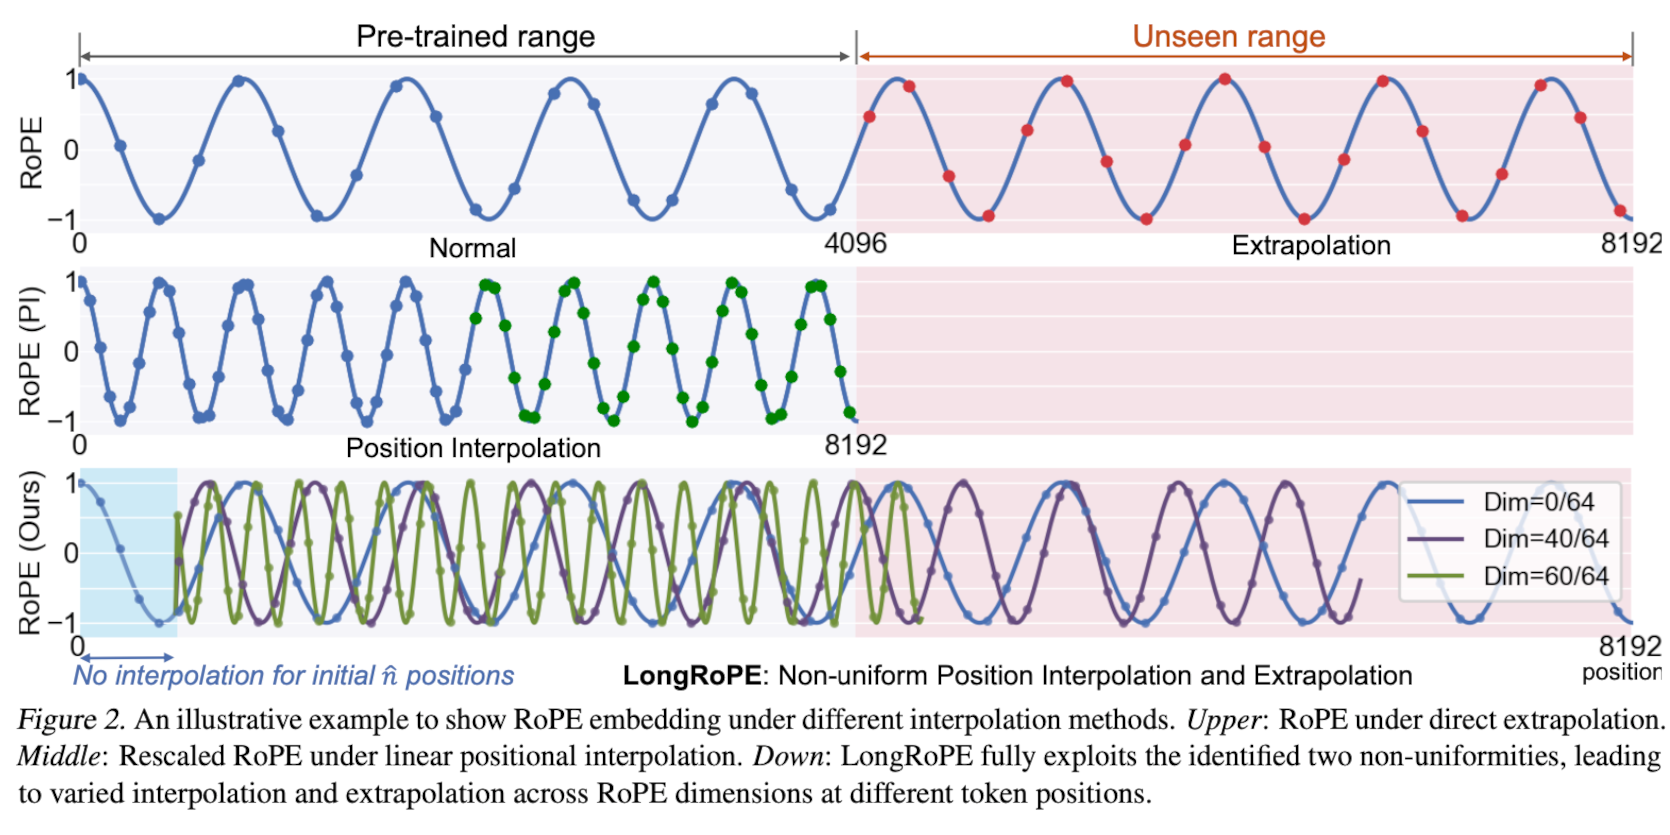 Pre-trained range
Unseen range
RoPE
1
0
−1
0
Normal
4096
Extrapolation
8192
RoPE (PI)
1
0
−1
0
Position Interpolation
8192
RoPE (Ours)
1
0
−1
Dim=0/64
Dim=40/64
Dim=60/64
0
8192
No interpolation for initial n̂ positions
LongRoPE: Non-uniform Position Interpolation and Extrapolation
position
Figure 2. An illustrative example to show RoPE embedding under different interpolation methods. Upper: RoPE under direct extrapolation.
Middle: Rescaled RoPE under linear positional interpolation. Down: LongRoPE fully exploits the identified two non-uniformities, leading
to varied interpolation and extrapolation across RoPE dimensions at different token positions.